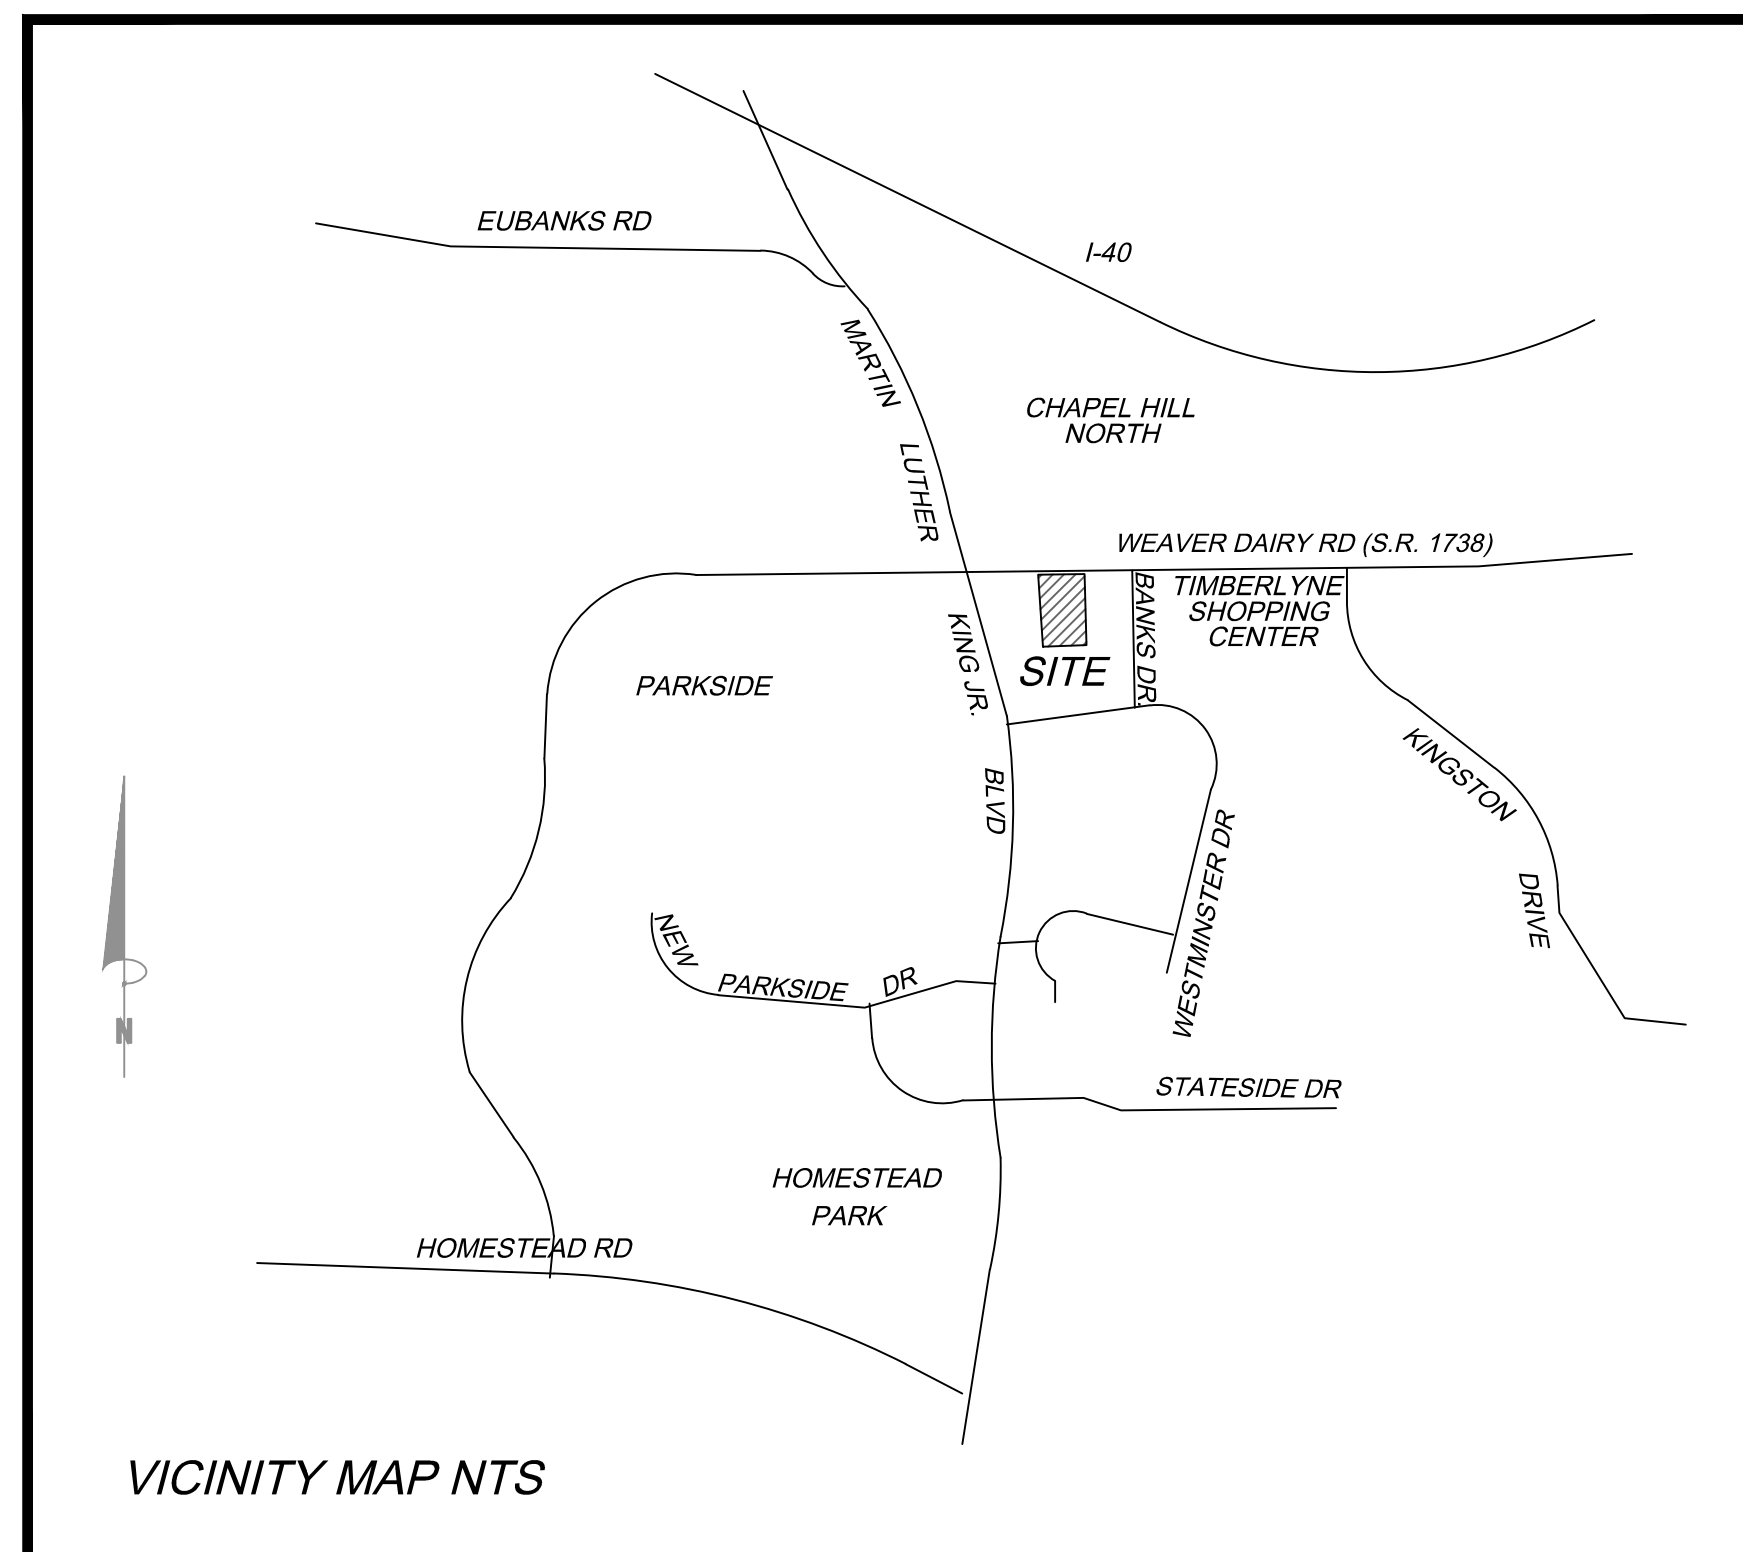 EUBANKS RD
I-40
MARTIN
LUTHER
KING JR.
BLVD
CHAPEL HILL
NORTH
WEAVER DAIRY RD (S.R. 1738)
BANKS DR.
TIMBERLYNE
SHOPPING
CENTER
SITE
PARKSIDE
KINGSTON
DRIVE
WESTMINSTER DR
NEW
PARKSIDE
DR
N
STATESIDE DR
HOMESTEAD
PARK
HOMESTEAD RD
VICINITY MAP NTS